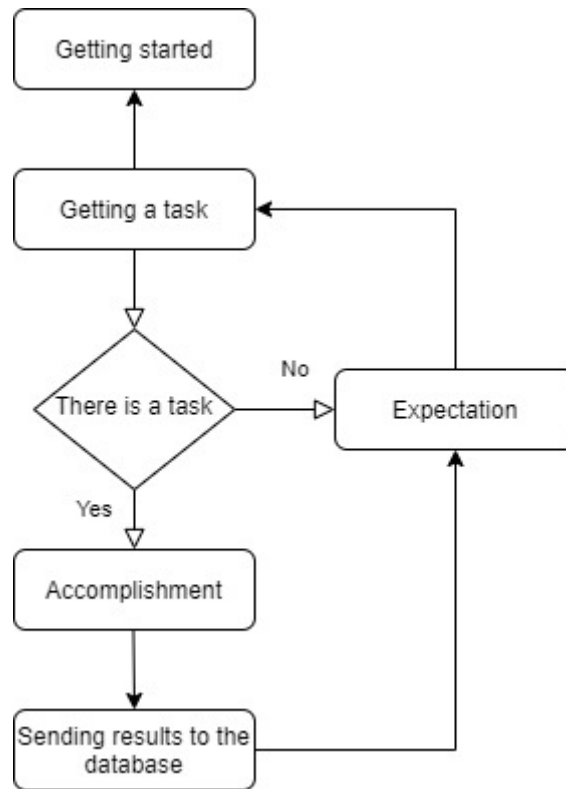 Getting started
Getting a task
There is a task
No
Expectation
Yes
Accomplishment
Sending results to the
database